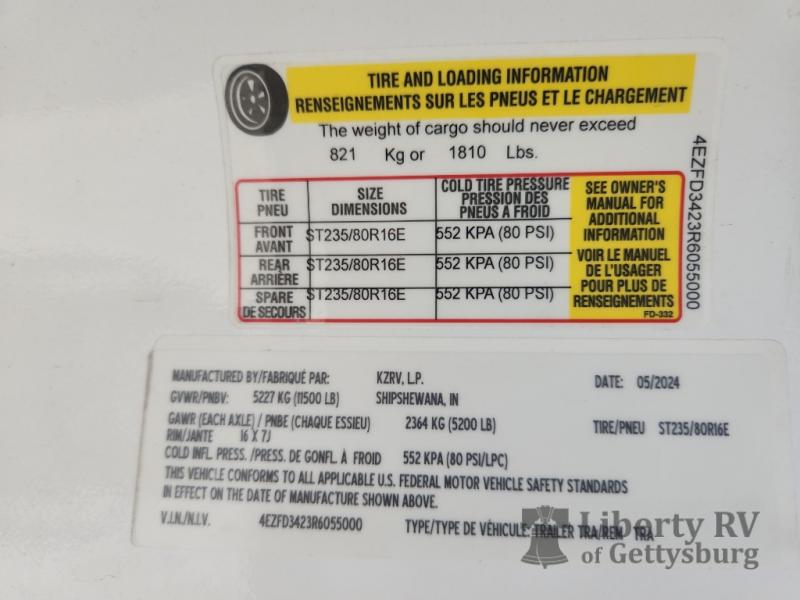 TIRE AND LOADING INFORMATION
RENSEIGNEMENTS SUR LES PNEUS ET LE CHARGEMENT
The weight of cargo should never exceed
821 Kg or 1810 Lbs.
TIRE PNEU SIZE DIMENSIONS COLD TIRE PRESSURE PRESSION DES PNEUS A FROID
FRONT AVANT ST235/80R16E 552 KPA (80 PSI)
REAR ARRIÈRE ST235/80R16E 552 KPA (80 PSI)
SPARE DE SECOURS ST235/80R16E 552 KPA (80 PSI)
SEE OWNER'S
MANUAL FOR
ADDITIONAL
INFORMATION
VOIR LE MANUEL
DE L'USAGER
POUR PLUS DE
RENSEIGNEMENTS
FD-332
4EZFD3423R6055000
MANUFACTURED BY/FABRIQUÉ PAR: KZRV, L.P. DATE: 05/2024
GVWR/PNBV: 5227 KG (11500 LB) SHIPSHEWANA, IN
GAWR (EACH AXLE) / PNBE (CHAQUE ESSIEU) 2364 KG (5200 LB) TIRE/PNEU ST235/80R16E
RIM/JANTE 16 X 7J
COLD INFL. PRESS./PRESS. DE GONFL. À FROID 552 KPA (80 PSI/LPC)
THIS VEHICLE CONFORMS TO ALL APPLICABLE U.S. FEDERAL MOTOR VEHICLE SAFETY STANDARDS
IN EFFECT ON THE DATE OF MANUFACTURE SHOWN ABOVE.
V.I.N./N.I.V. 4EZFD3423R6055000 TYPE/TYPE DE VÉHICULE: TRAILER TRA/REM TRA
Liberty RV
of Gettysburg